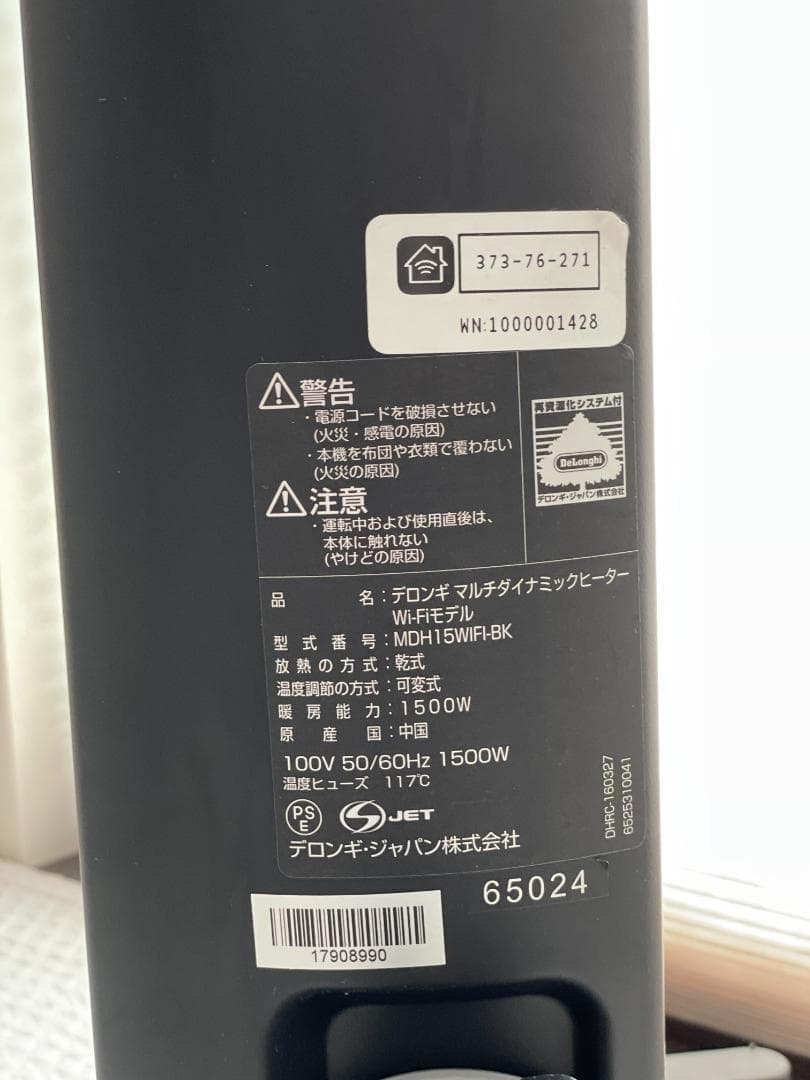 373-76-271
WN:1000001428
警告
・電源コードを破損させない
(火災・感電の原因)
・本機を布団や衣類で覆わない
(火災の原因)
注意
・運転中および使用直後は、
本体に触れない
(やけどの原因)
再資源化システム付
DeLonghi
デロンギ・ジャパン株式会社
品名：デロンギ マルチダイナミックヒーター
Wi-Fiモデル
型式番号：MDH15WIFI-BK
放熱の方式：乾式
温度調節の方式：可変式
暖房能力：1500W
原産国：中国
100V 50/60Hz 1500W
温度ヒューズ 117℃
PS
E
S JET
デロンギ・ジャパン株式会社
DHRC-160327
6525310041
65024
17908990